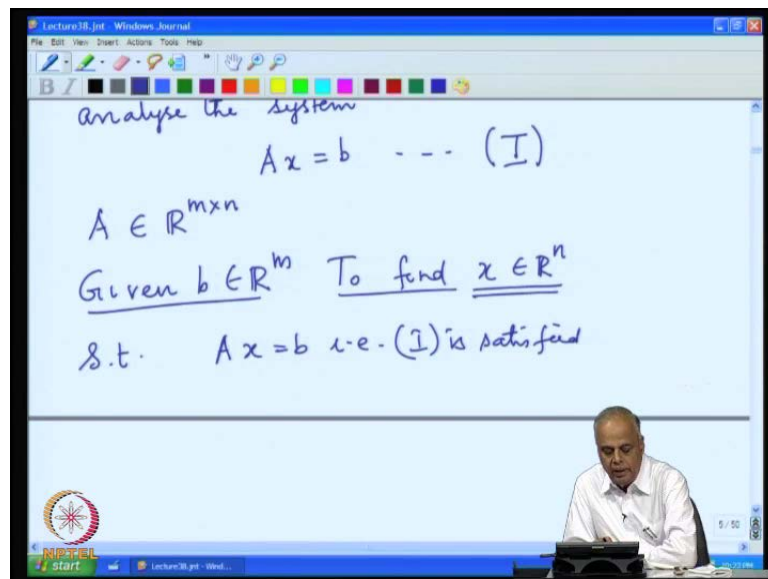 Lecture38.jnt - Windows Journal
File Edit View Insert Actions Tools Help
B I
analyse the system
Ax = b - - - (I)
A ∈ ℝ^{m×n}
Given b ∈ ℝ^m To find x ∈ ℝ^n
S.t. Ax = b i.e. (I) is satisfied
5 / 50
NPTEL
start Lecture38.jnt - Wind...